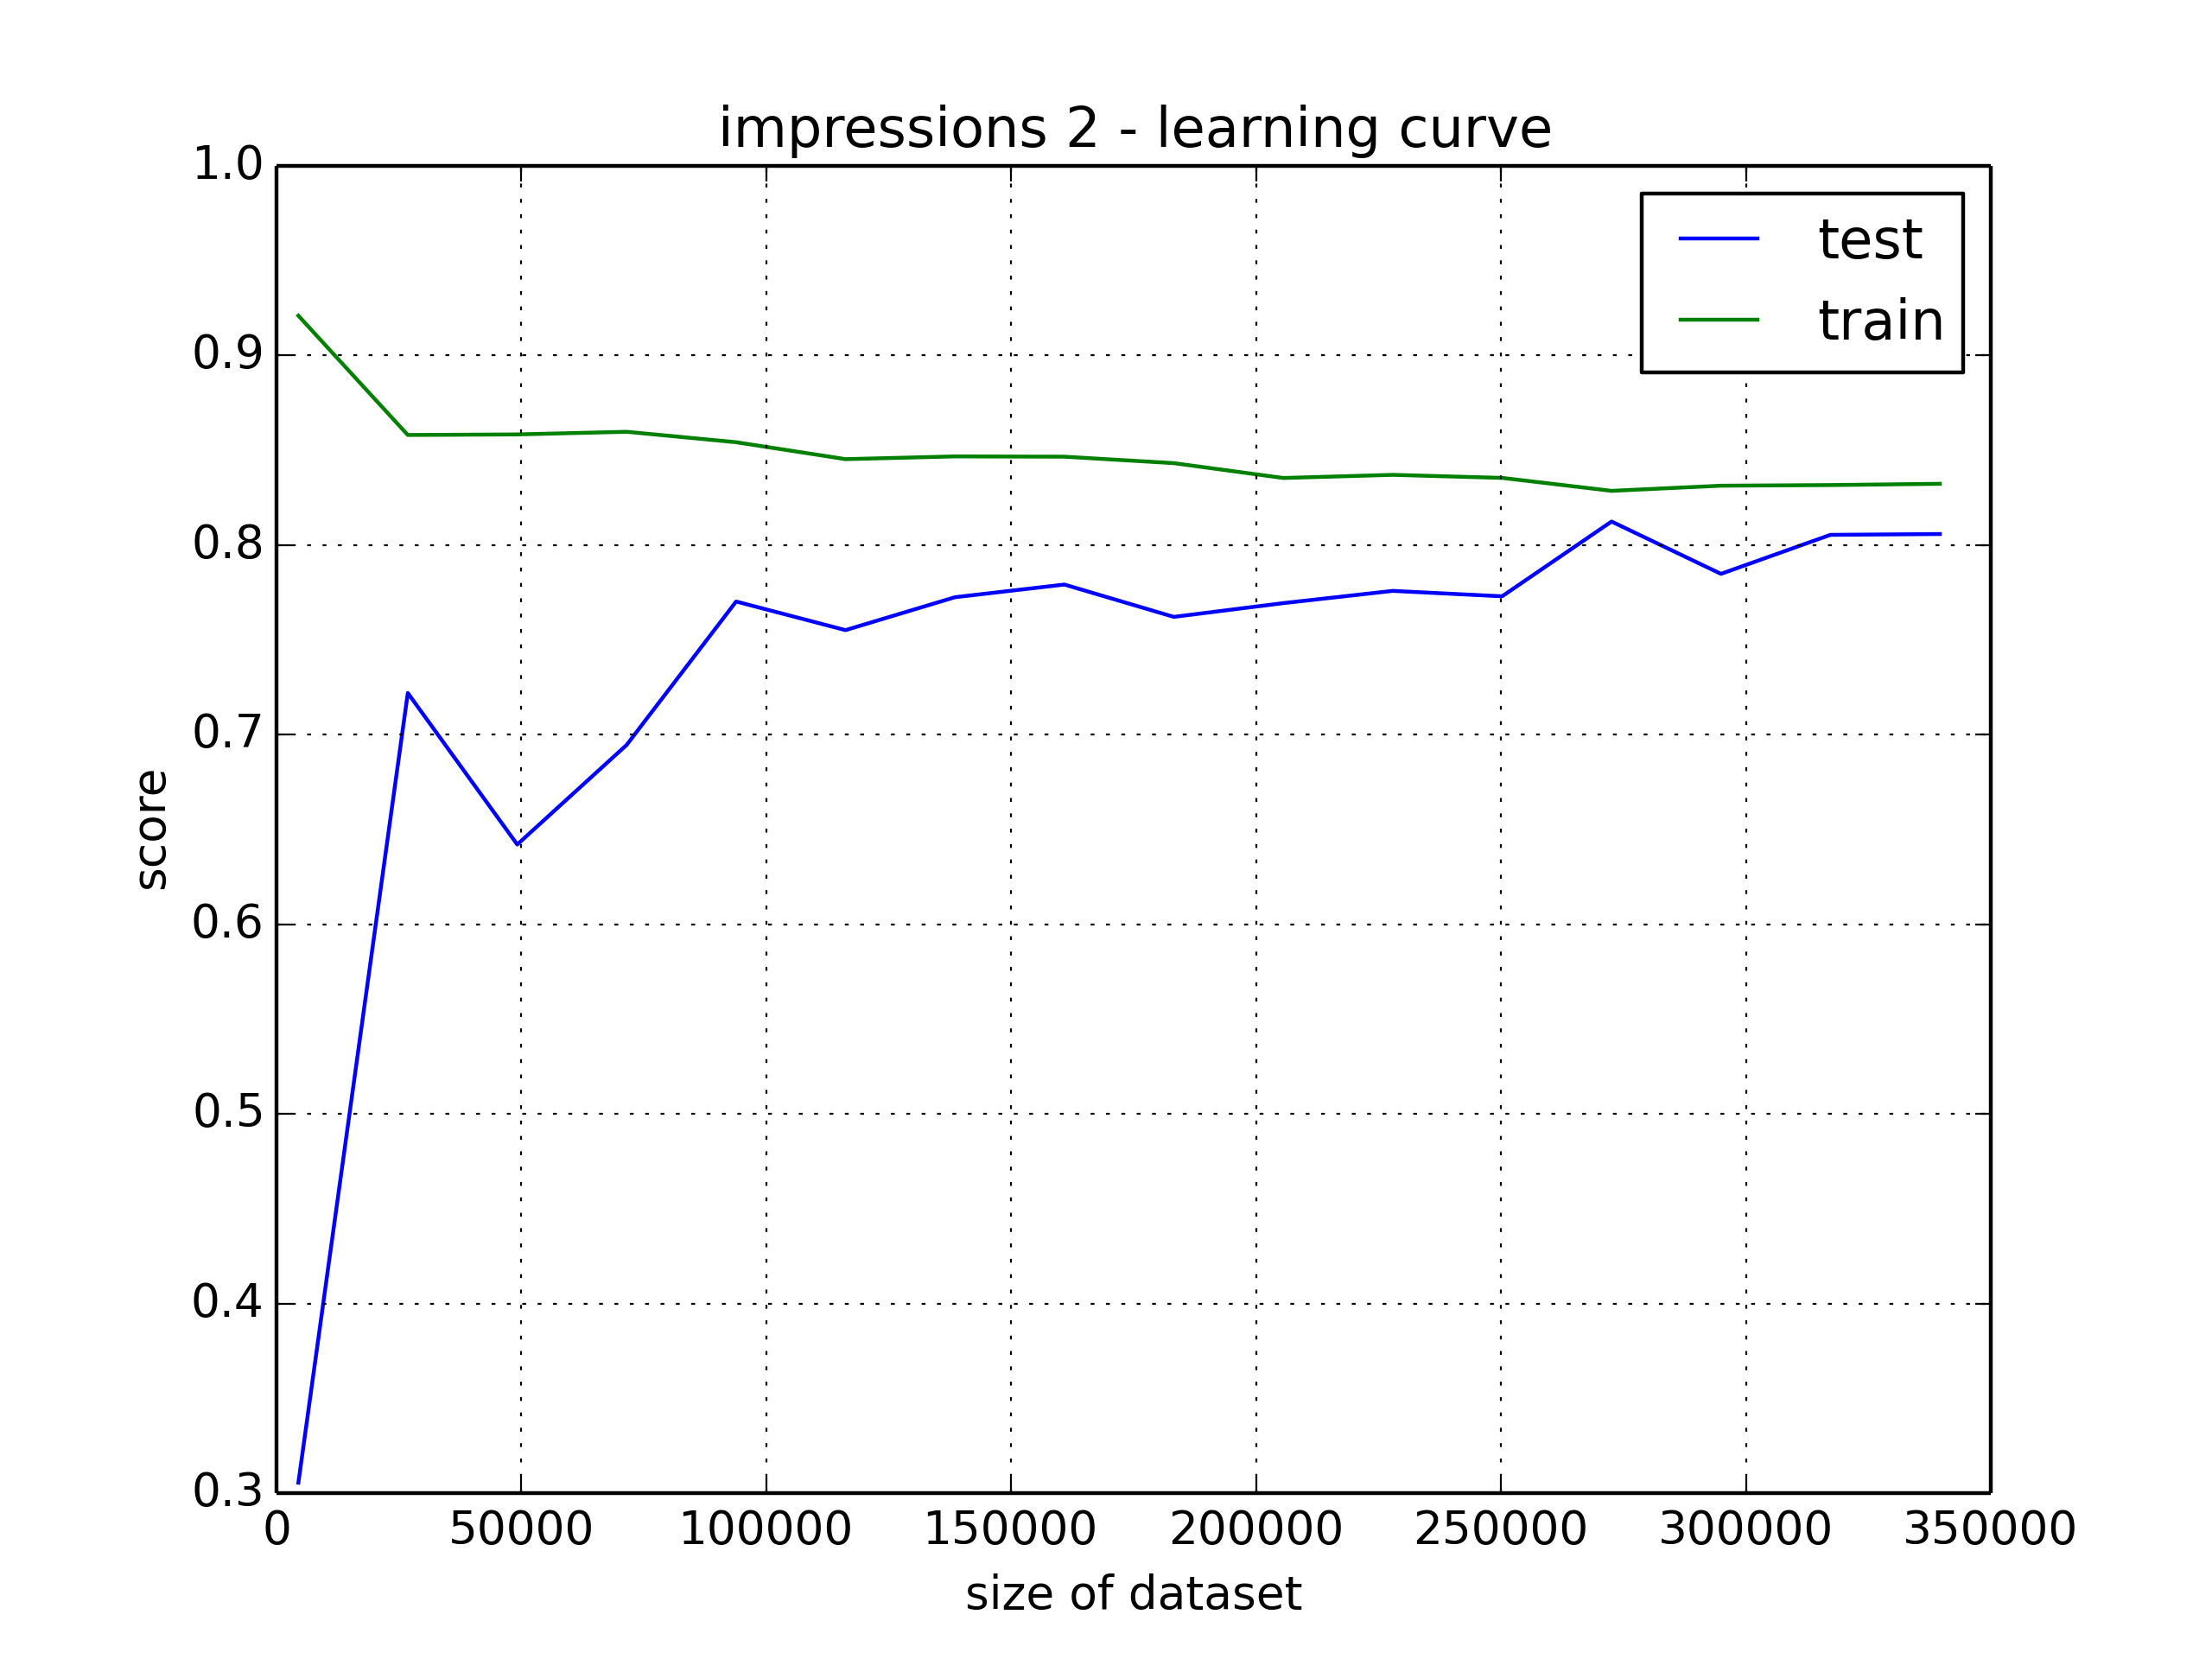 impressions 2 - learning curve
1.0
0.9
0.8
0.7
0.6
0.5
0.4
0.3
score
test
train
0 50000 100000 150000 200000 250000 300000 350000
size of dataset